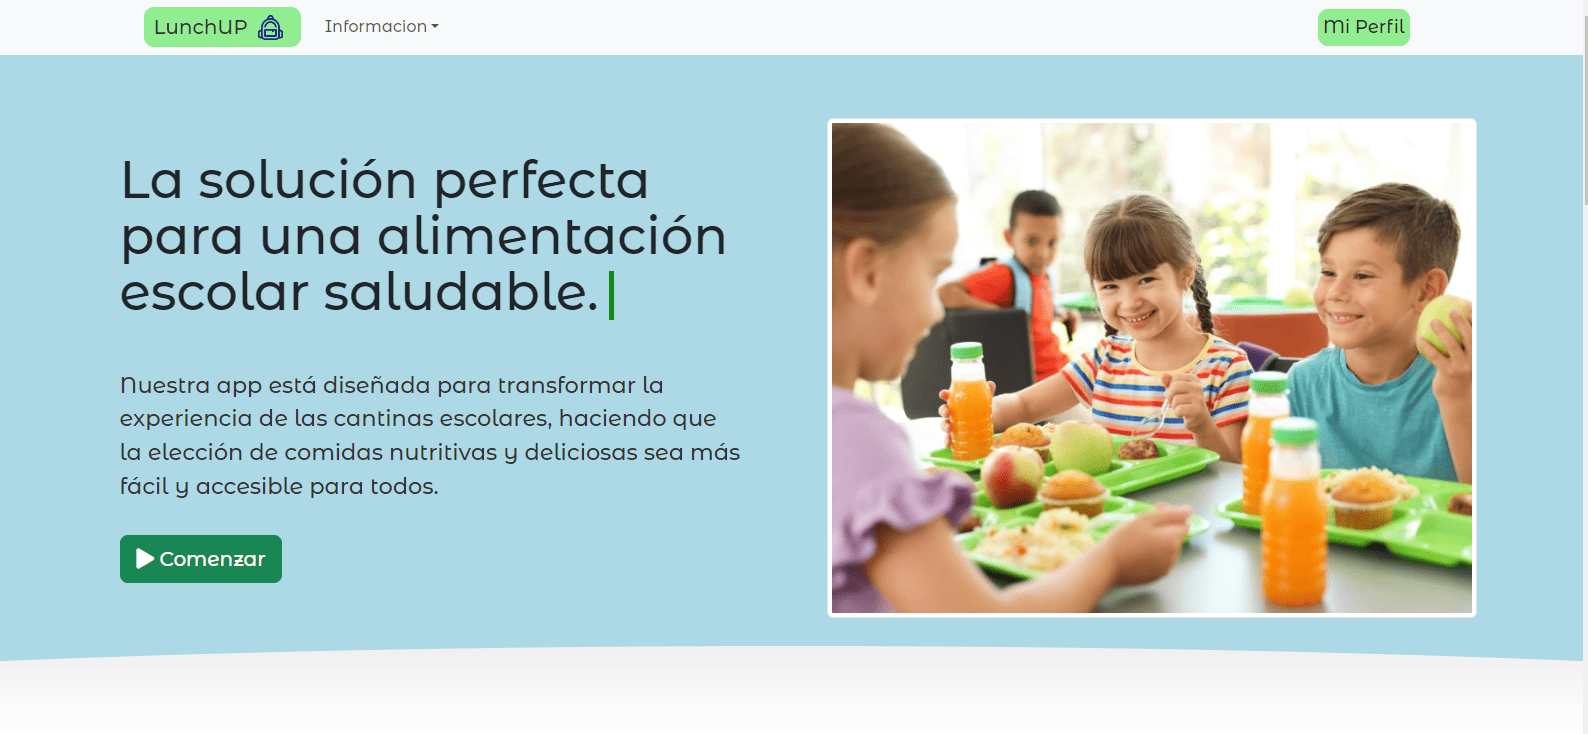 LunchUP
Informacion
Mi Perfil
La solución perfecta
para una alimentación
escolar saludable.
Nuestra app está diseñada para transformar la
experiencia de las cantinas escolares, haciendo que
la elección de comidas nutritivas y deliciosas sea más
fácil y accesible para todos.
Comenzar